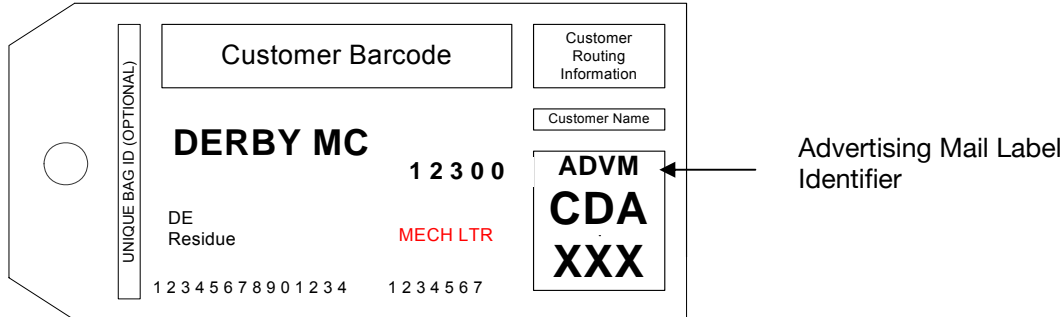 UNIQUE BAG ID (OPTIONAL)
Customer Barcode
Customer
Routing
Information
Customer Name
DERBY MC
12300
ADVM
CDA
XXX
DE
Residue
MECH LTR
12345678901234
1234567
Advertising Mail Label
Identifier